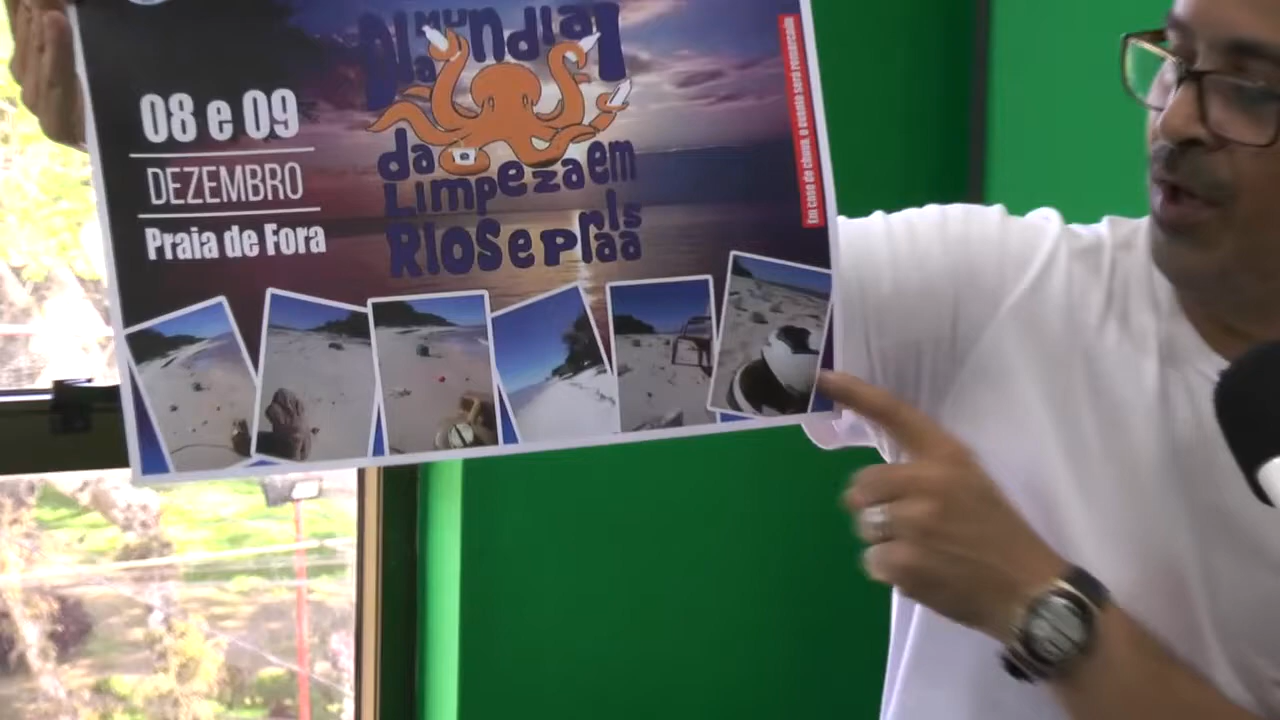 Dia Mundial
da
Limpeza em
Rios e Praias
08 e 09
DEZEMBRO
Praia de Fora
Em caso de chuva, o evento será remarcado